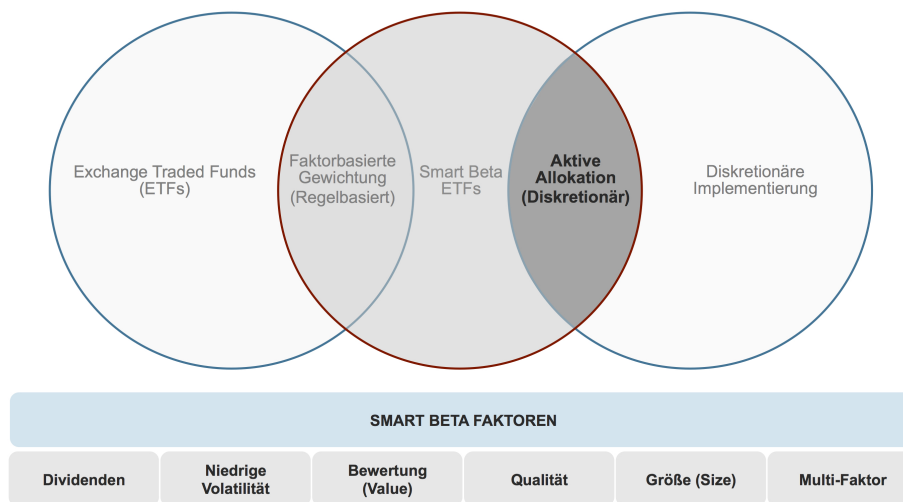 Exchange Traded Funds
(ETFs)
Faktorbasierte
Gewichtung
(Regelbasiert)
Smart Beta
ETFs
Aktive
Allokation
(Diskretionär)
Diskretionäre
Implementierung
SMART BETA FAKTOREN
Dividenden
Niedrige
Volatilität
Bewertung
(Value)
Qualität
Größe (Size)
Multi-Faktor